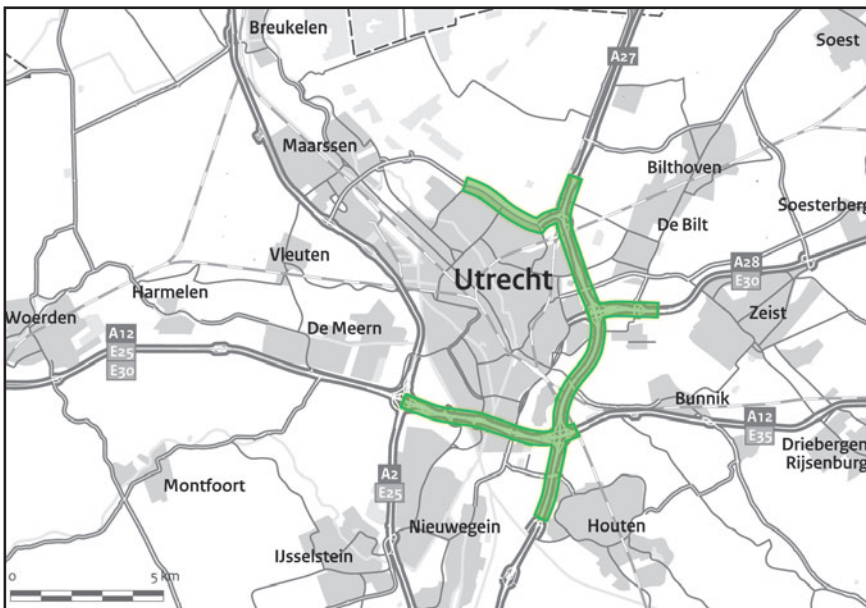 Breukelen
Soest
A27
Maarssen
Bilthoven
Soesterberg
De Bilt
Vleuten
Utrecht
A28
E30
Harmelen
Woerden
De Meern
Zeist
A12
E25
E30
Bunnik
A12
E35
Driebergen
Rijsenburg
A2
E25
Montfoort
Nieuwegein
Houten
IJsselstein
0 5 km